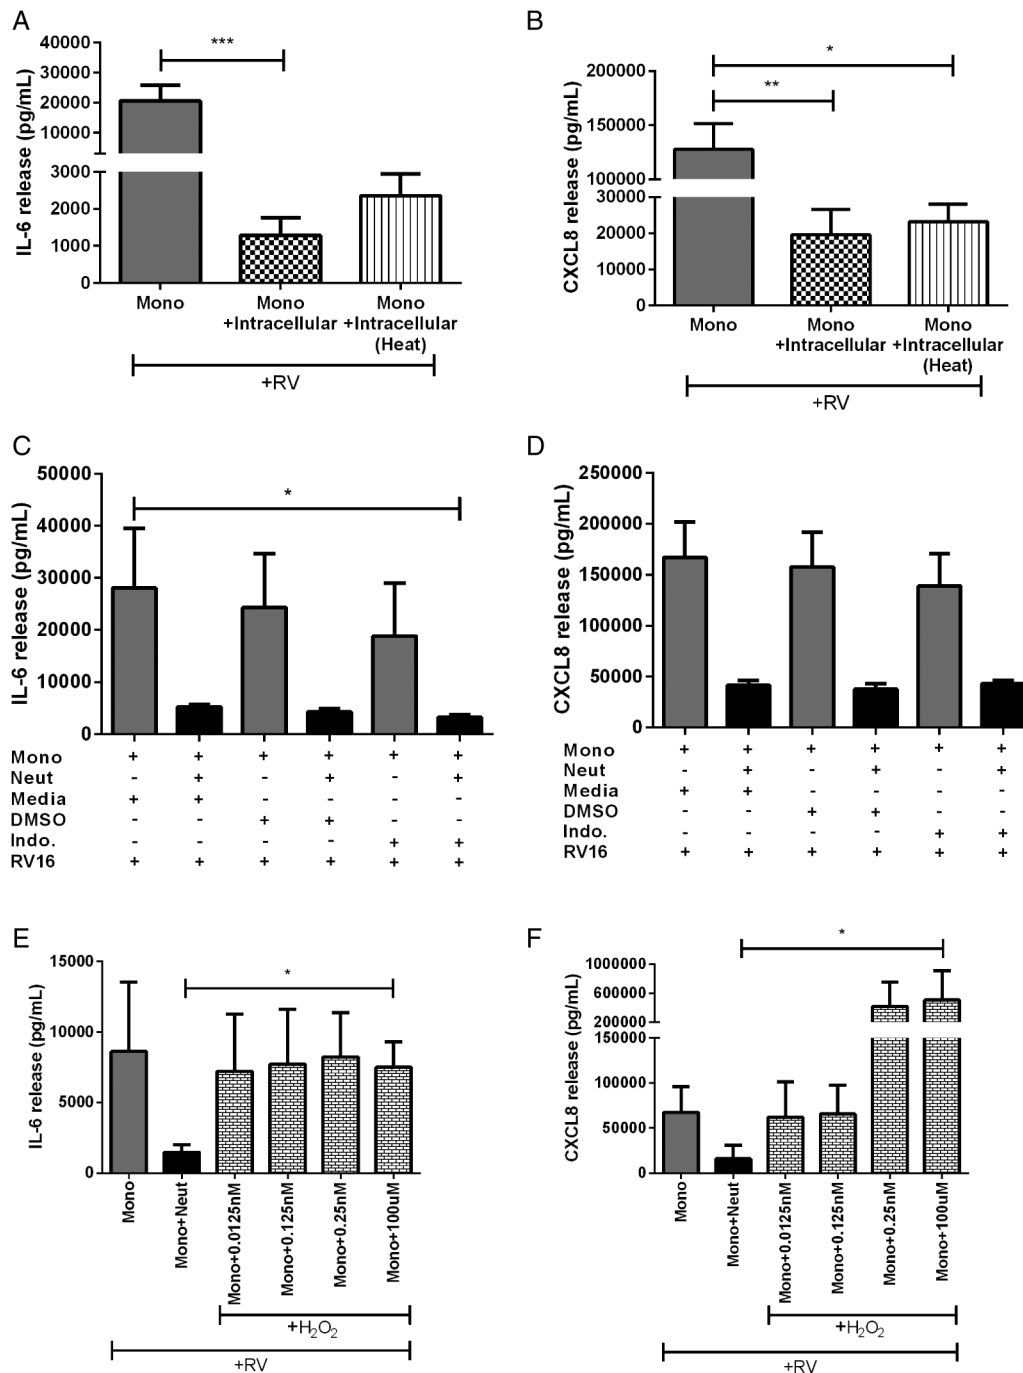 A
IL-6 release (pg/mL)
40000
30000
20000
10000
3000
2000
1000
0
***
Mono
Mono
+Intracellular
Mono
+Intracellular
(Heat)
+RV
B
CXCL8 release (pg/mL)
200000
150000
100000
30000
20000
10000
0
*
**
Mono
Mono
+Intracellular
Mono
+Intracellular
(Heat)
+RV
C
IL-6 release (pg/mL)
50000
40000
30000
20000
10000
0
*
Mono + + + + + +
Neut - + - + - +
Media + + - - - -
DMSO - - + + - -
Indo. - - - - + +
RV16 + + + + + +
D
CXCL8 release (pg/mL)
250000
200000
150000
100000
50000
0
Mono + + + + + +
Neut - + - + - +
Media + + - - - -
DMSO - - + + - -
Indo. - - - - + +
RV16 + + + + + +
E
IL-6 release (pg/mL)
15000
10000
5000
0
*
Mono
Mono+Neut
Mono+0.0125nM
Mono+0.125nM
Mono+0.25nM
Mono+100uM
+H₂O₂
+RV
F
CXCL8 release (pg/mL)
1000000
600000
200000
150000
100000
50000
0
*
Mono
Mono+Neut
Mono+0.0125nM
Mono+0.125nM
Mono+0.25nM
Mono+100uM
+H₂O₂
+RV